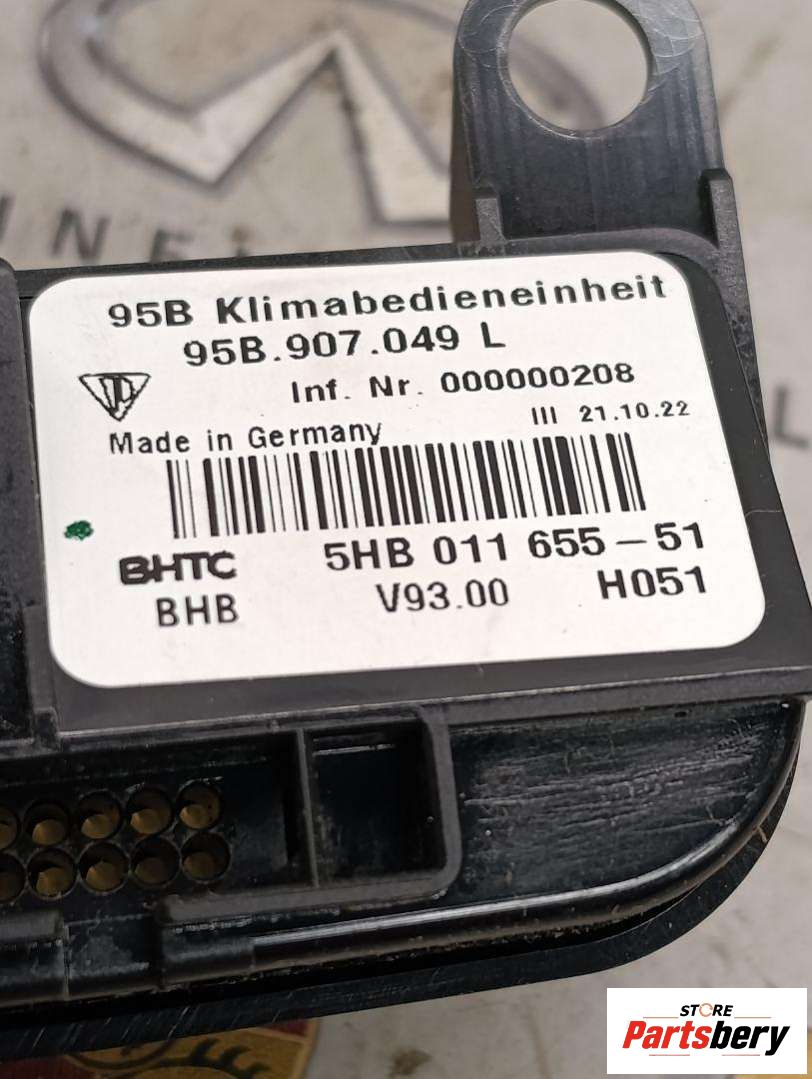 95B Klimabedieneinheit
95B.907.049 L
Inf. Nr. 000000208
III 21.10.22
Made in Germany
BHTC 5HB 011 655-51
BHB V93.00 H051
STORE
Partsbery